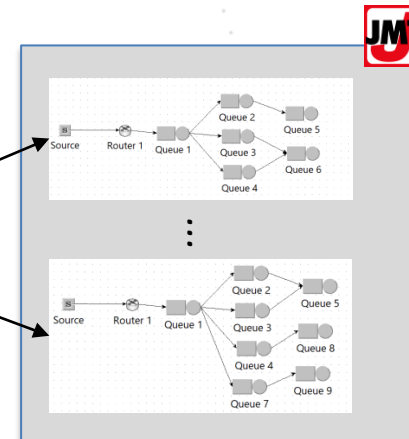 JMT
S
Source
Router 1
Queue 1
Queue 2
Queue 3
Queue 4
Queue 5
Queue 6
S
Source
Router 1
Queue 1
Queue 2
Queue 3
Queue 4
Queue 7
Queue 5
Queue 8
Queue 9